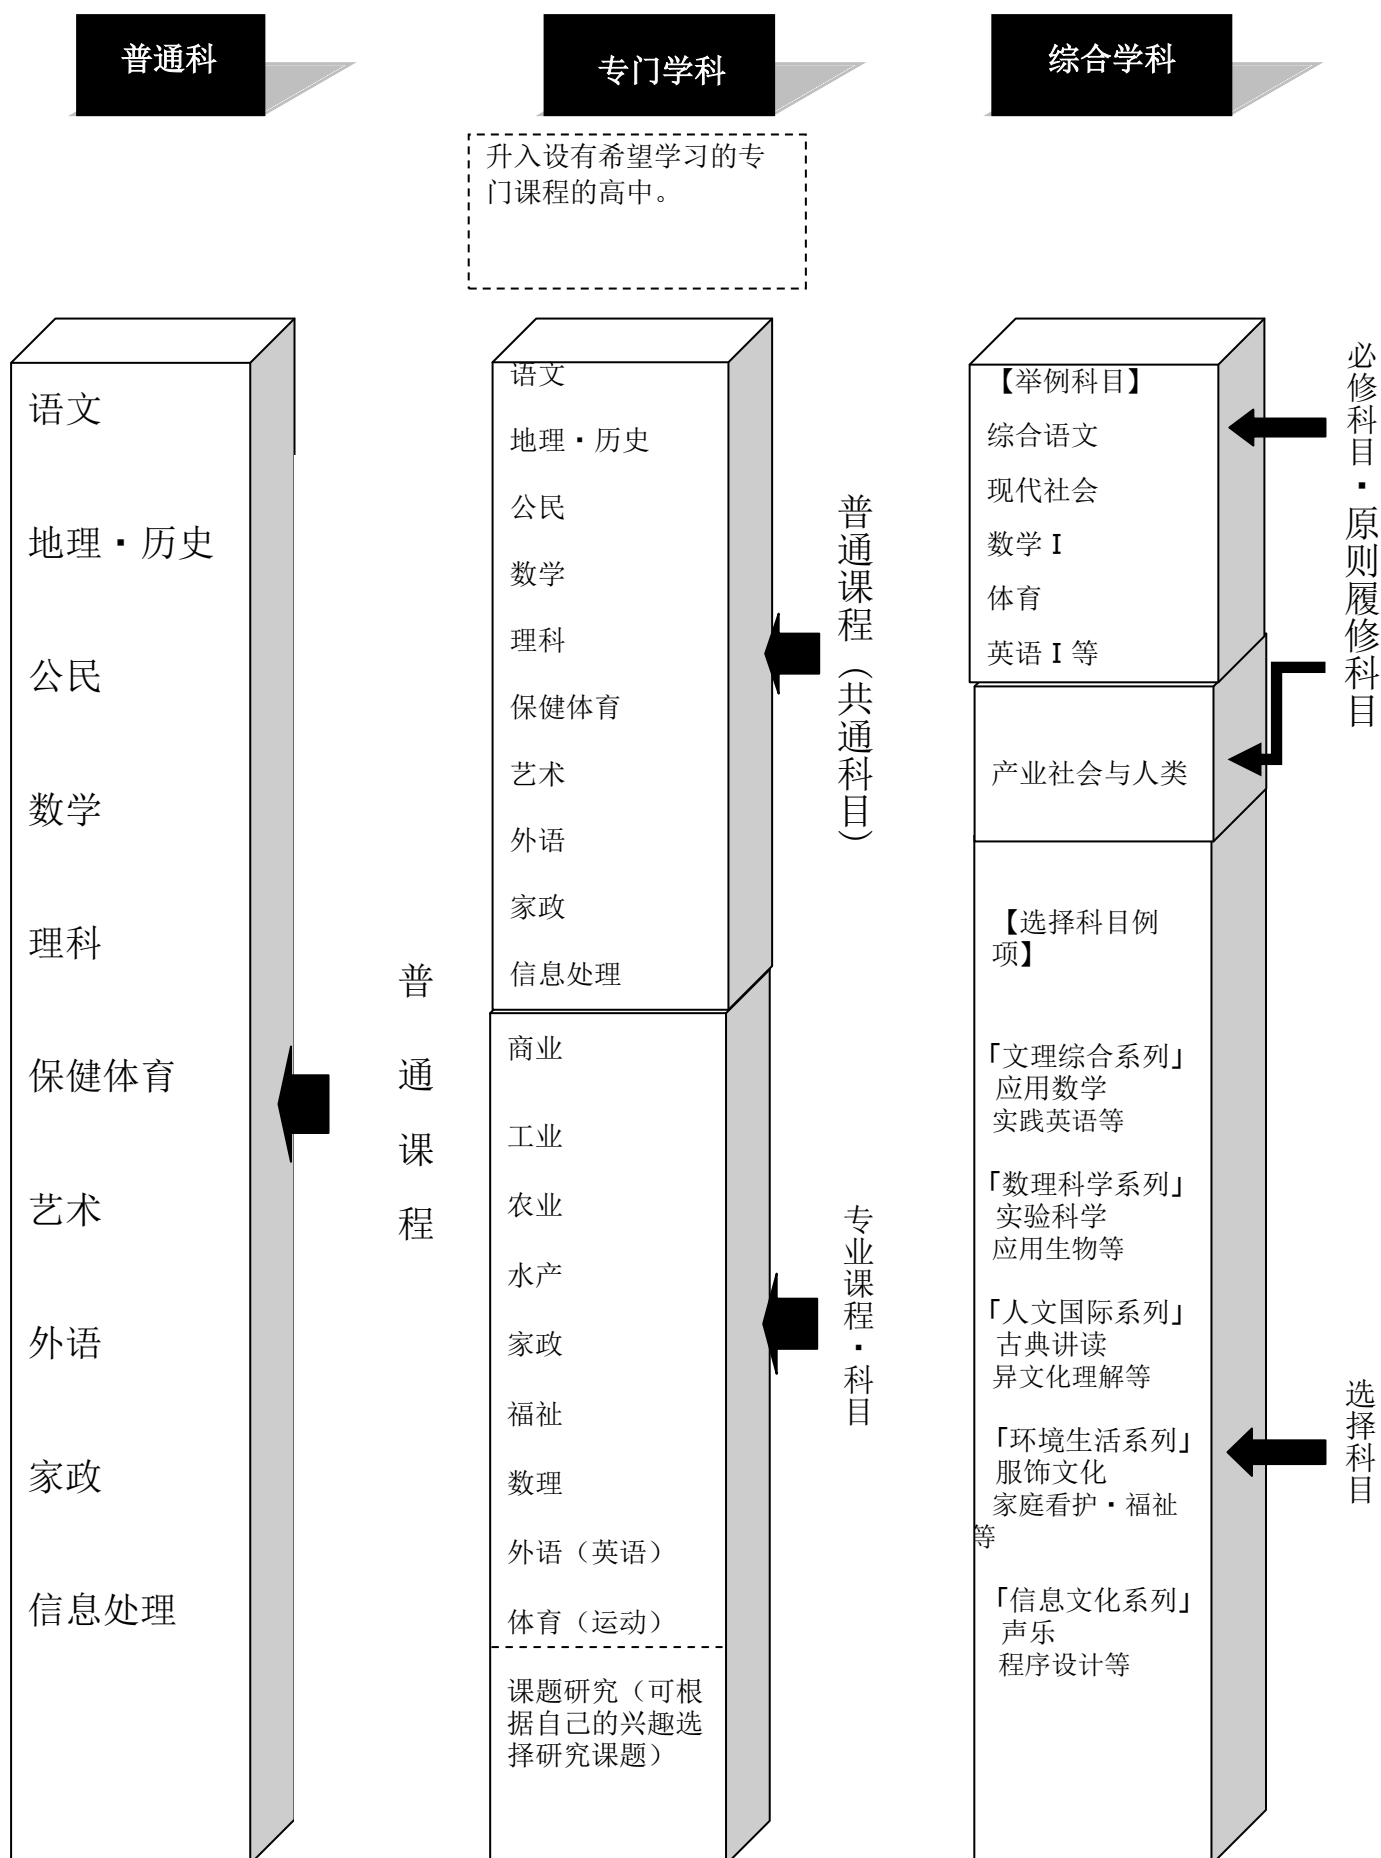 普通科
专门学科
综合学科
升入设有希望学习的专
门课程的高中。
语文
地理・历史
公民
数学
理科
保健体育
艺术
外语
家政
信息处理
普通课程
语文
地理・历史
公民
数学
理科
保健体育
艺术
外语
家政
信息处理
普通课程（共通科目）
商业
工业
农业
水产
家政
福祉
数理
外语（英语）
体育（运动）
课题研究（可根
据自己的兴趣选
择研究课题）
专业课程・科目
【举例科目】
综合语文
现代社会
数学 I
体育
英语 I 等
产业社会与人类
必修科目・原则履修科目
【选择科目例
项】
「文理综合系列」
应用数学
实践英语等
「数理科学系列」
实验科学
应用生物等
「人文国际系列」
古典讲读
异文化理解等
「环境生活系列」
服饰文化
家庭看护・福祉
等
「信息文化系列」
声乐
程序设计等
选择科目